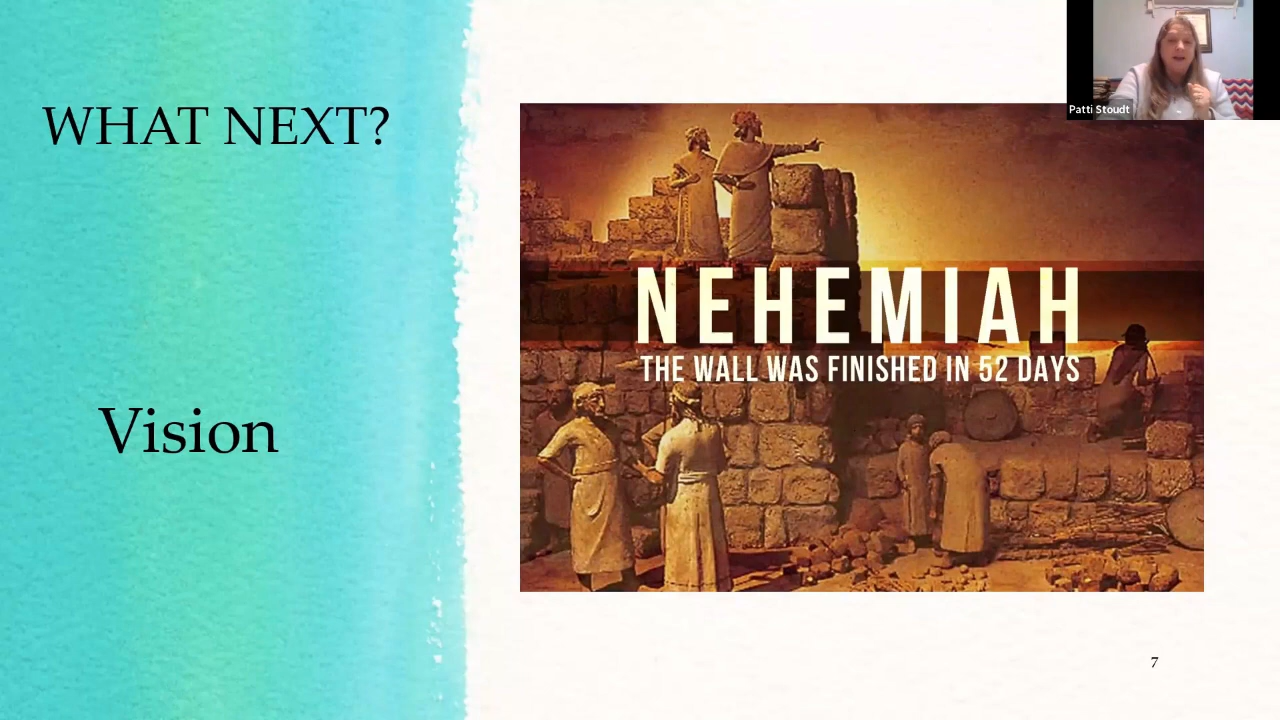 WHAT NEXT?
Vision
Patti Stoudt
NEHEMIAH
THE WALL WAS FINISHED IN 52 DAYS
7